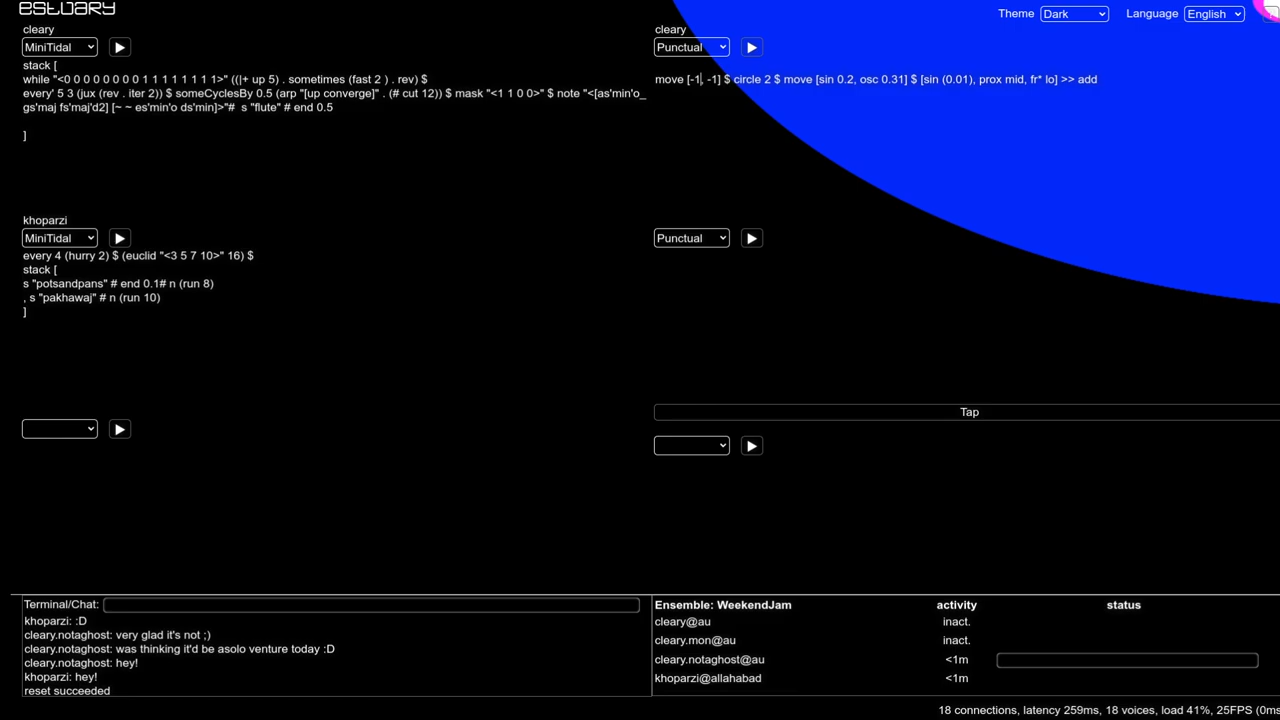 estuary
Theme Dark Language English
cleary
MiniTidal
stack [
while "<0 0 0 0 0 0 0 0 1 1 1 1 1 1 1 1>" ((|+ up 5) . sometimes (fast 2 ) . rev) $
every' 5 3 (jux (rev . iter 2)) $ someCyclesBy 0.5 (arp "[up converge]" . (# cut 12)) $ mask "<1 1 0 0>" $ note "<[as'min'o_
gs'maj fs'maj'd2] [~ ~ es'min'o ds'min]>"# s "flute" # end 0.5
]
cleary
Punctual
move [-1, -1] $ circle 2 $ move [sin 0.2, osc 0.31] $ [sin (0.01), prox mid, fr* lo] >> add
khoparzi
MiniTidal
every 4 (hurry 2) $ (euclid "<3 5 7 10>" 16) $
stack [
s "potsandpans" # end 0.1# n (run 8)
, s "pakhawaj" # n (run 10)
]
Punctual
Tap
Terminal/Chat:
khoparzi: :D
cleary.notaghost: very glad it's not ;)
cleary.notaghost: was thinking it'd be asolo venture today :D
cleary.notaghost: hey!
khoparzi: hey!
reset succeeded
Ensemble: WeekendJam activity status
cleary@au inact.
cleary.mon@au inact.
cleary.notaghost@au <1m
khoparzi@allahabad <1m
18 connections, latency 259ms, 18 voices, load 41%, 25FPS (0ms